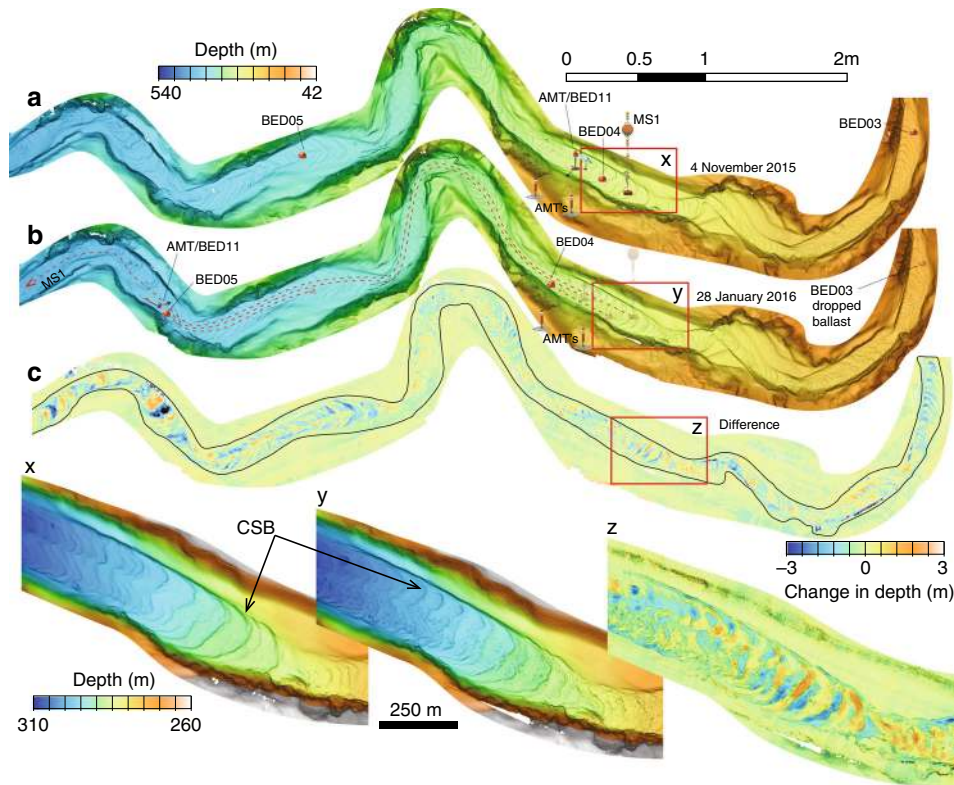 Depth (m)
540 42
0 0.5 1 2m
a
BED05
AMT/BED11
BED04
MS1
BED03
x
4 November 2015
AMT's
b
AMT/BED11
MS1
BED05
BED04
y
28 January 2016
BED03
dropped
ballast
AMT's
c
z
Difference
x
y
z
CSB
–3 0 3
Change in depth (m)
Depth (m)
310 260
250 m